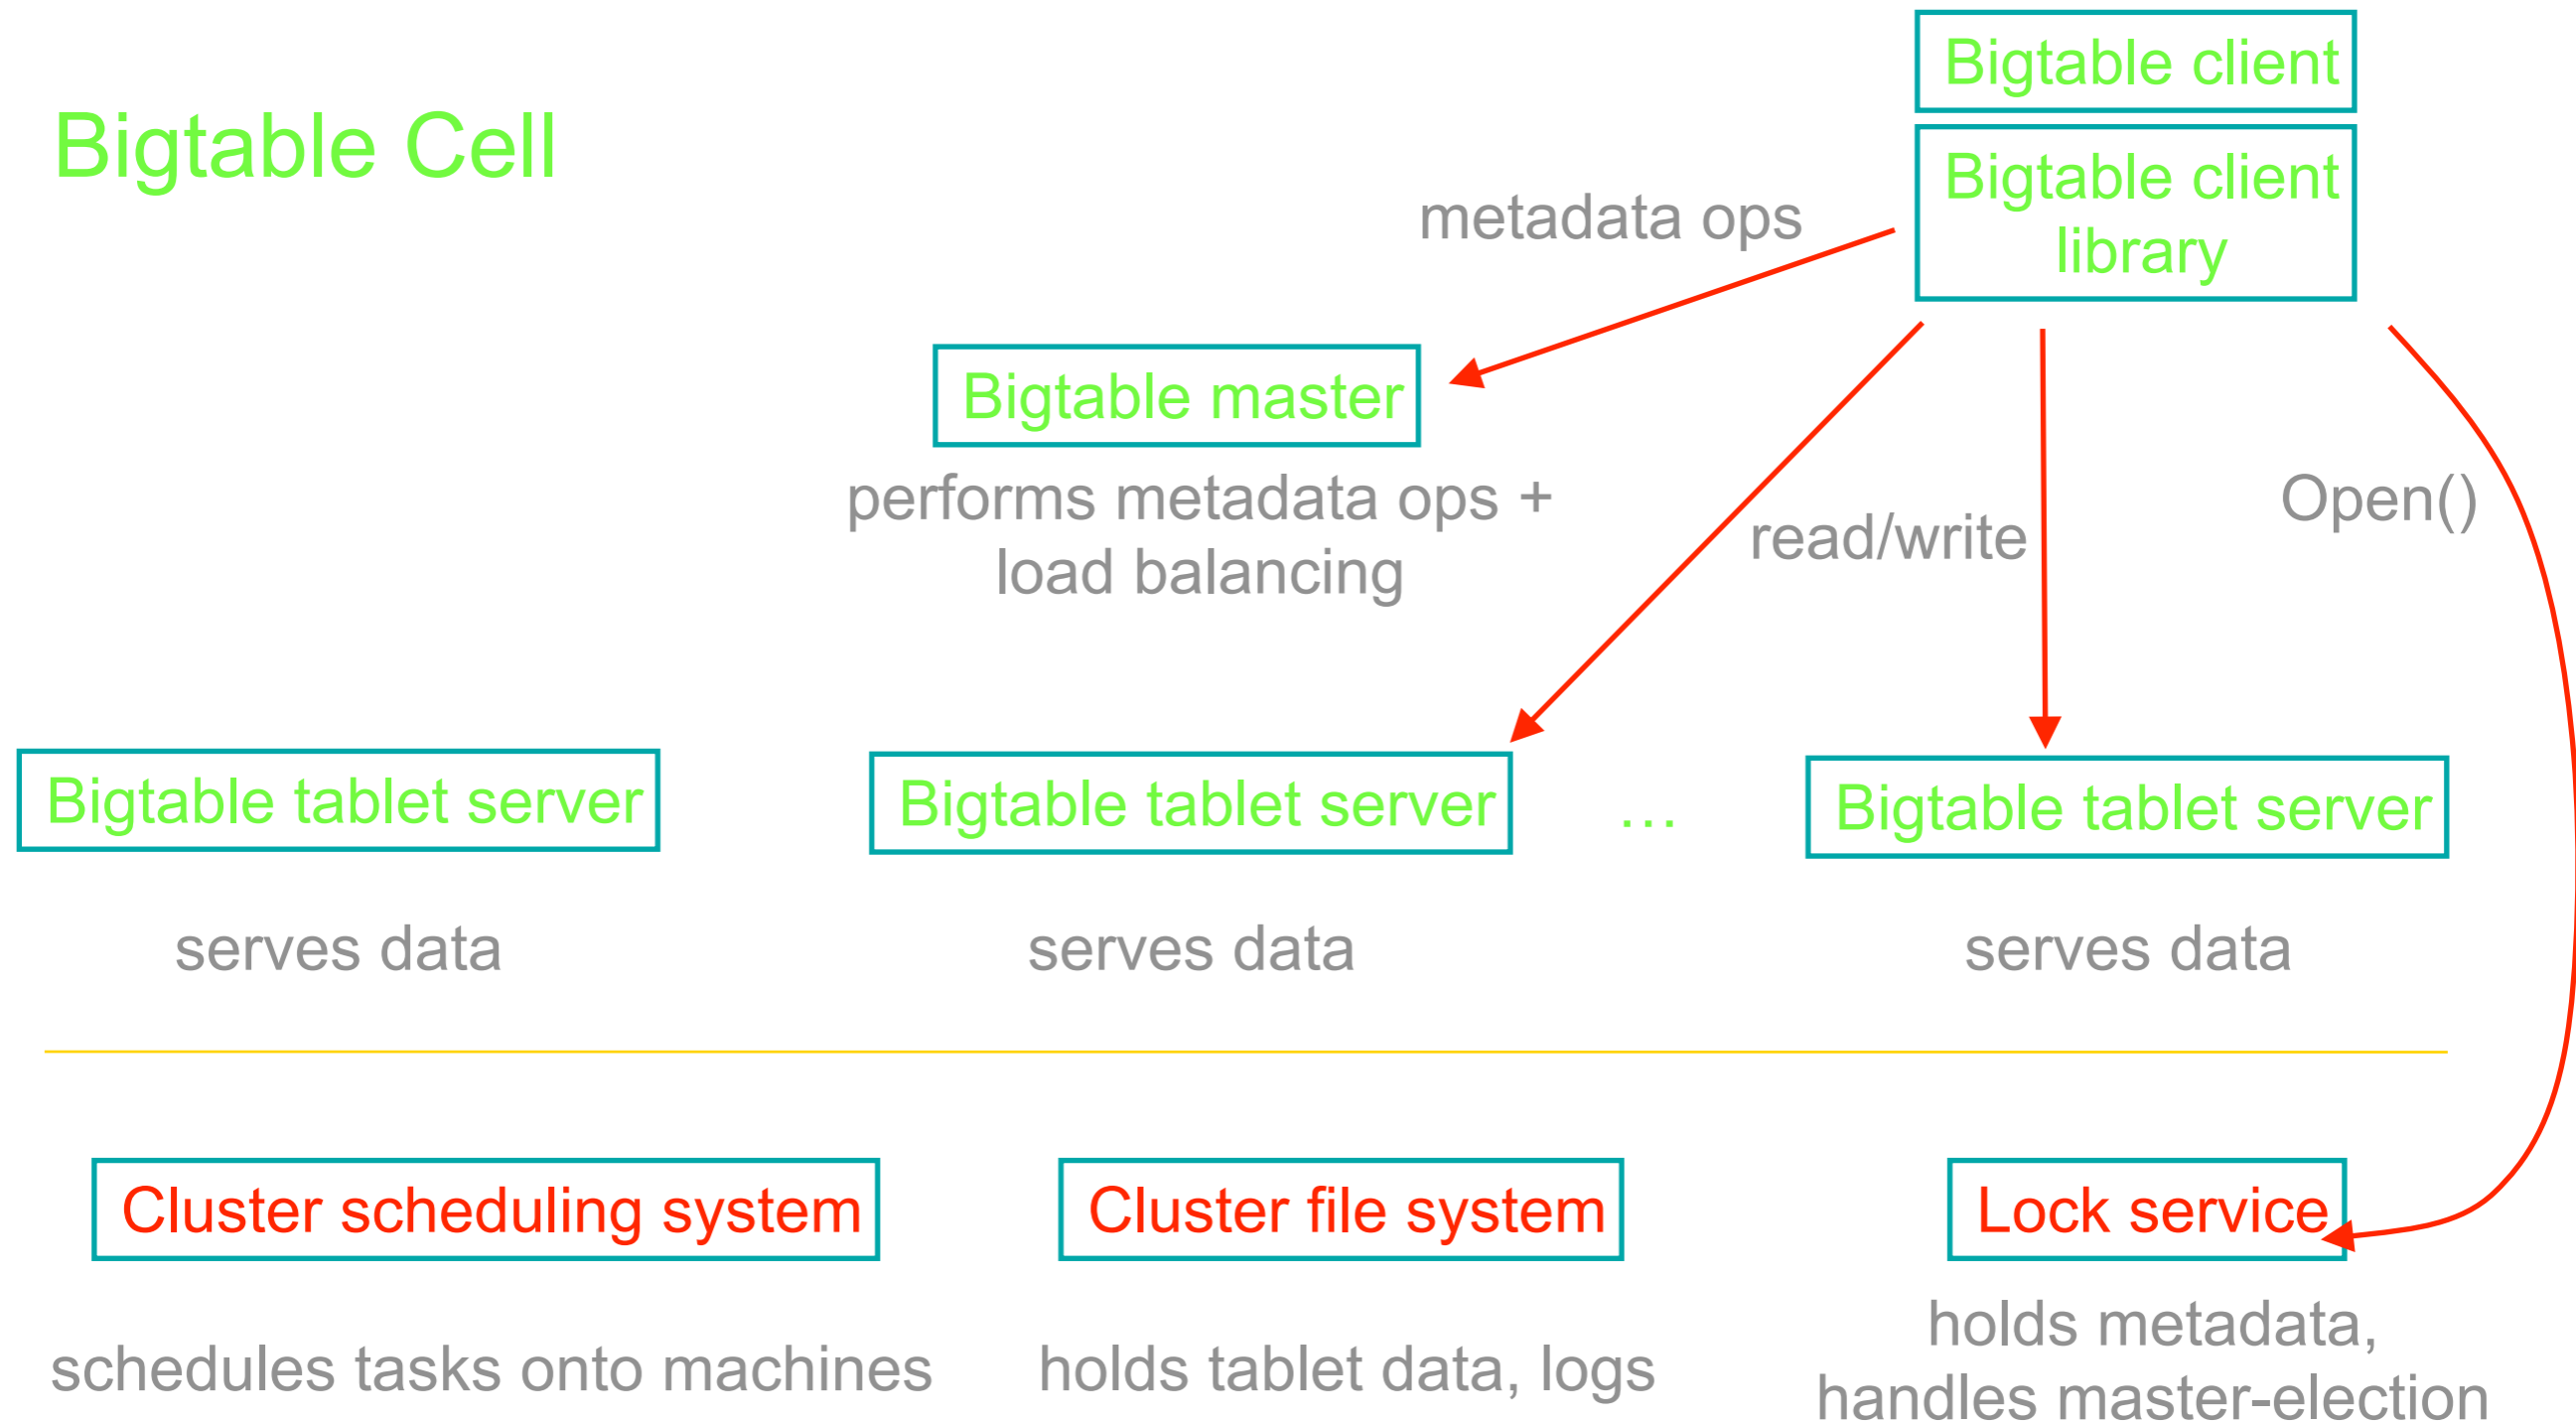 Bigtable Cell
Bigtable client
Bigtable client
library
metadata ops
Bigtable master
performs metadata ops +
load balancing
read/write
Open()
Bigtable tablet server
Bigtable tablet server
...
Bigtable tablet server
serves data
serves data
serves data
Cluster scheduling system
Cluster file system
Lock service
schedules tasks onto machines
holds tablet data, logs
holds metadata,
handles master-election